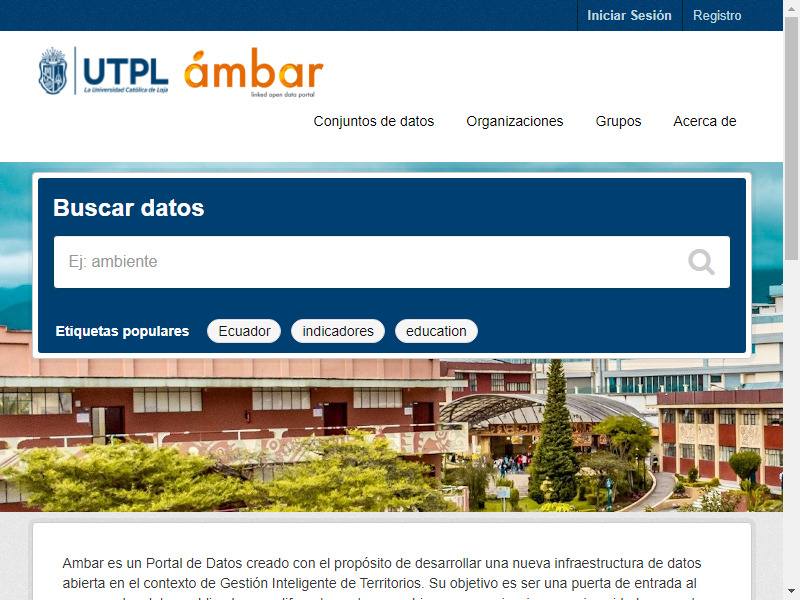 Iniciar Sesión
Registro
UTPL
La Universidad Católica de Loja
ámbar
linked open data portal
Conjuntos de datos
Organizaciones
Grupos
Acerca de
Buscar datos
Ej: ambiente
Etiquetas populares
Ecuador
indicadores
education
Ambar es un Portal de Datos creado con el propósito de desarrollar una nueva infraestructura de datos
abierta en el contexto de Gestión Inteligente de Territorios. Su objetivo es ser una puerta de entrada al